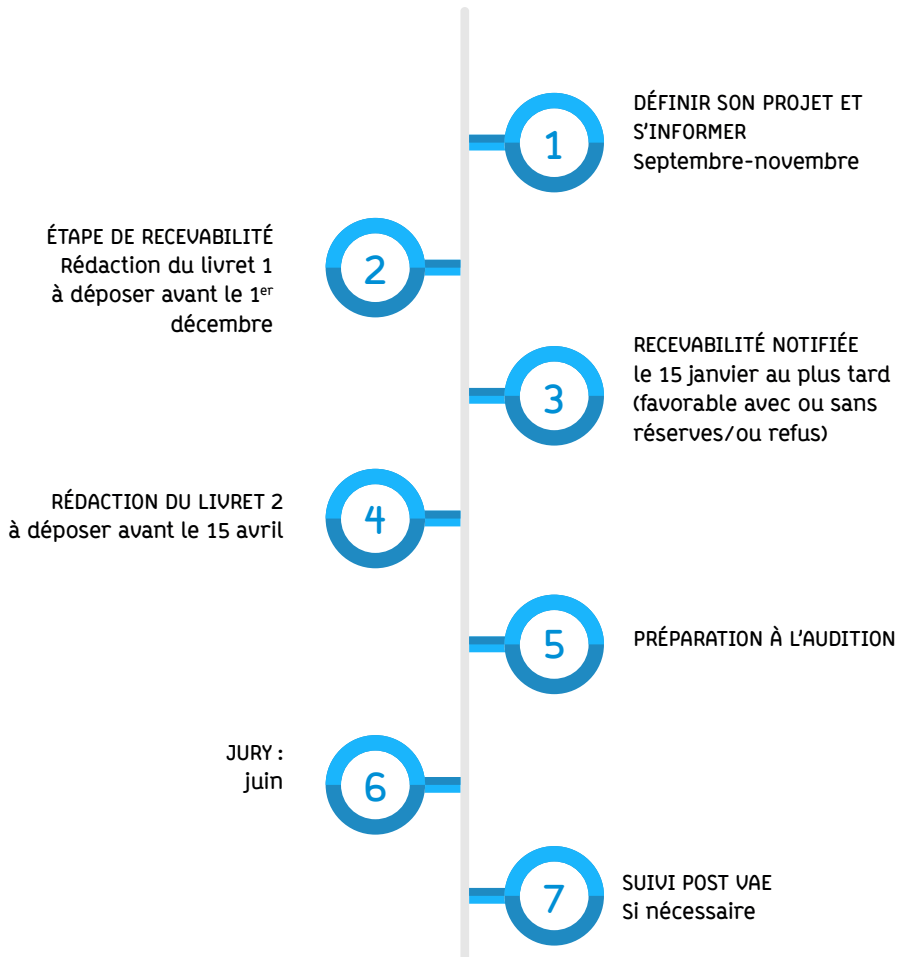 1
DÉFINIR SON PROJET ET
S'INFORMER
Septembre-novembre
ÉTAPE DE RECEVABILITÉ
Rédaction du livret 1
à déposer avant le 1er
décembre
2
3
RECEVABILITÉ NOTIFIÉE
le 15 janvier au plus tard
(favorable avec ou sans
réserves/ou refus)
RÉDACTION DU LIVRET 2
à déposer avant le 15 avril
4
5
PRÉPARATION À L'AUDITION
JURY :
juin
6
7
SUIVI POST VAE
Si nécessaire